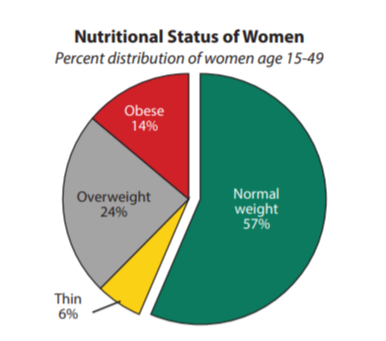 Nutritional Status of Women
Percent distribution of women age 15-49
Obese
14%
Overweight
24%
Normal
weight
57%
Thin
6%